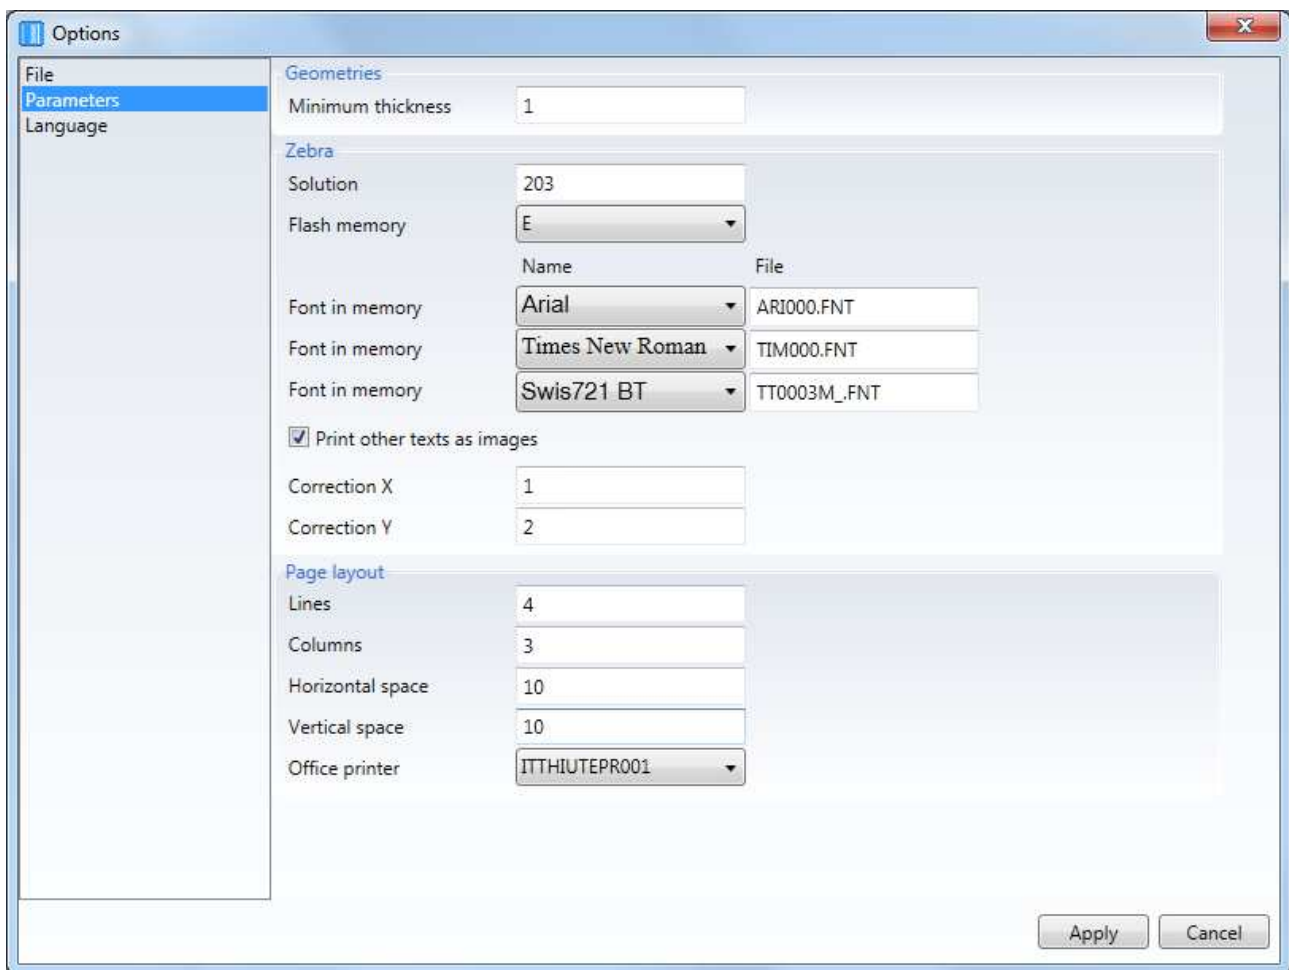 Options
File
Parameters
Language
Geometries
Minimum thickness 1
Zebra
Solution 203
Flash memory E
Name File
Font in memory Arial ARI000.FNT
Font in memory Times New Roman TIM000.FNT
Font in memory Swis721 BT TT0003M_.FNT
Print other texts as images
Correction X 1
Correction Y 2
Page layout
Lines 4
Columns 3
Horizontal space 10
Vertical space 10
Office printer ITTHIUTEPR001
Apply Cancel